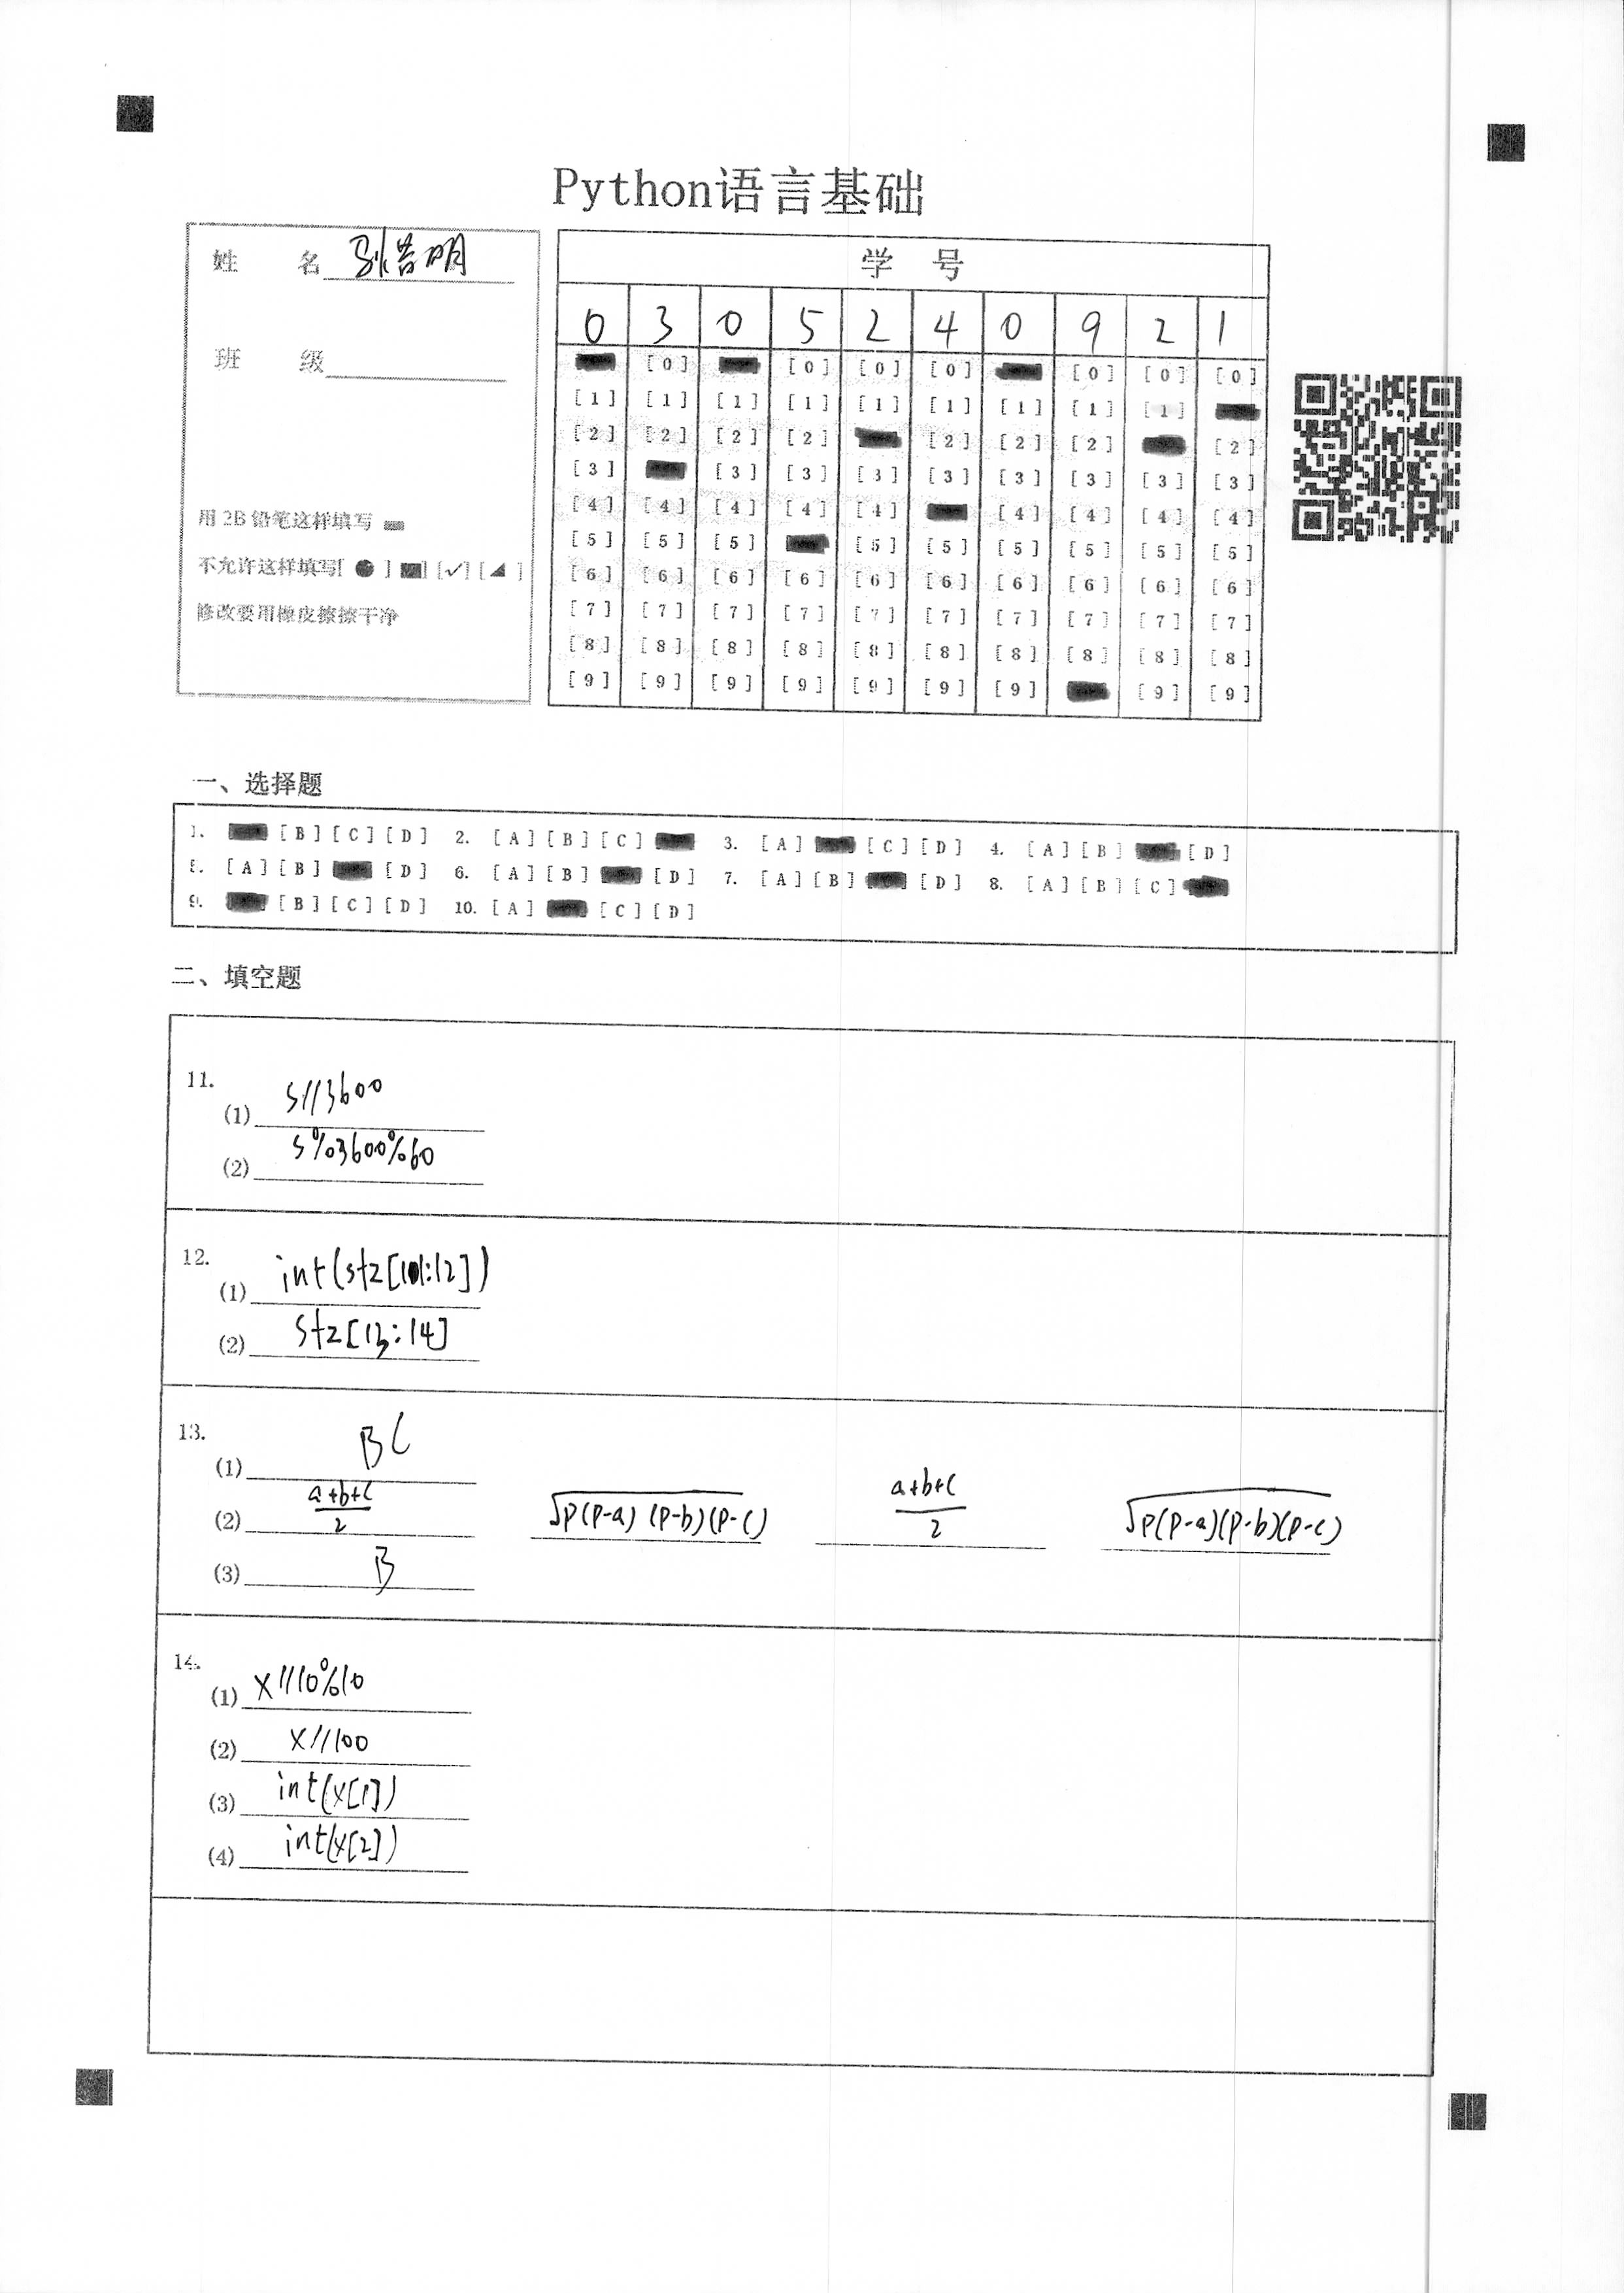 Python语言基础
姓 名
班 级
用 2B 铅笔这样填写
不允许这样填写[ ● ] [■] [√] [◢ ]
修改要用橡皮擦擦干净
学 号
0 3 0 5 2 4 0 9 2 1
[0] [0] [0] [0] [0] [0] [0]
[1] [1] [1] [1] [1] [1] [1] [1] [1]
[2] [2] [2] [2] [2] [2] [2] [2]
[3] [3] [3] [3] [3] [3] [3] [3] [3]
[4] [4] [4] [4] [4] [4] [4] [4] [4]
[5] [5] [5] [5] [5] [5] [5] [5] [5]
[6] [6] [6] [6] [6] [6] [6] [6] [6] [6]
[7] [7] [7] [7] [7] [7] [7] [7] [7] [7]
[8] [8] [8] [8] [8] [8] [8] [8] [8] [8]
[9] [9] [9] [9] [9] [9] [9] [9] [9]
一、选择题
1. [B] [C] [D] 2. [A] [B] [C] 3. [A] [C] [D] 4. [A] [B] [D]
5. [A] [B] [D] 6. [A] [B] [D] 7. [A] [B] [D] 8. [A] [B] [C]
9. [B] [C] [D] 10. [A] [C] [D]
二、填空题
11.
(1) s//3600
(2) s%3600%60
12.
(1) int(stz[11:12])
(2) stz[13:14]
13.
(1) BC
(2) (a+b+c)/2 √p(p-a)(p-b)(p-c) (a+b+c)/2 √p(p-a)(p-b)(p-c)
(3) B
14.
(1) x//10%10
(2) x//100
(3) int(x[1])
(4) int(x[2])